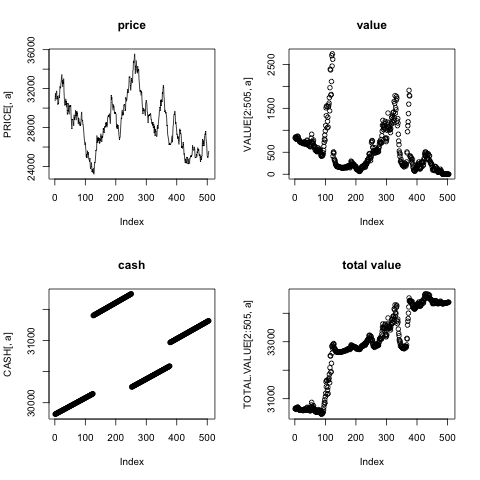 price
PRICE[, a]
24000 28000 32000 36000
0 100 200 300 400 500
Index
value
VALUE[2:505, a]
0 500 1500 2500
0 100 200 300 400 500
Index
cash
CASH[, a]
30000 31000
0 100 200 300 400 500
Index
total value
TOTAL.VALUE[2:505, a]
31000 33000
0 100 200 300 400 500
Index